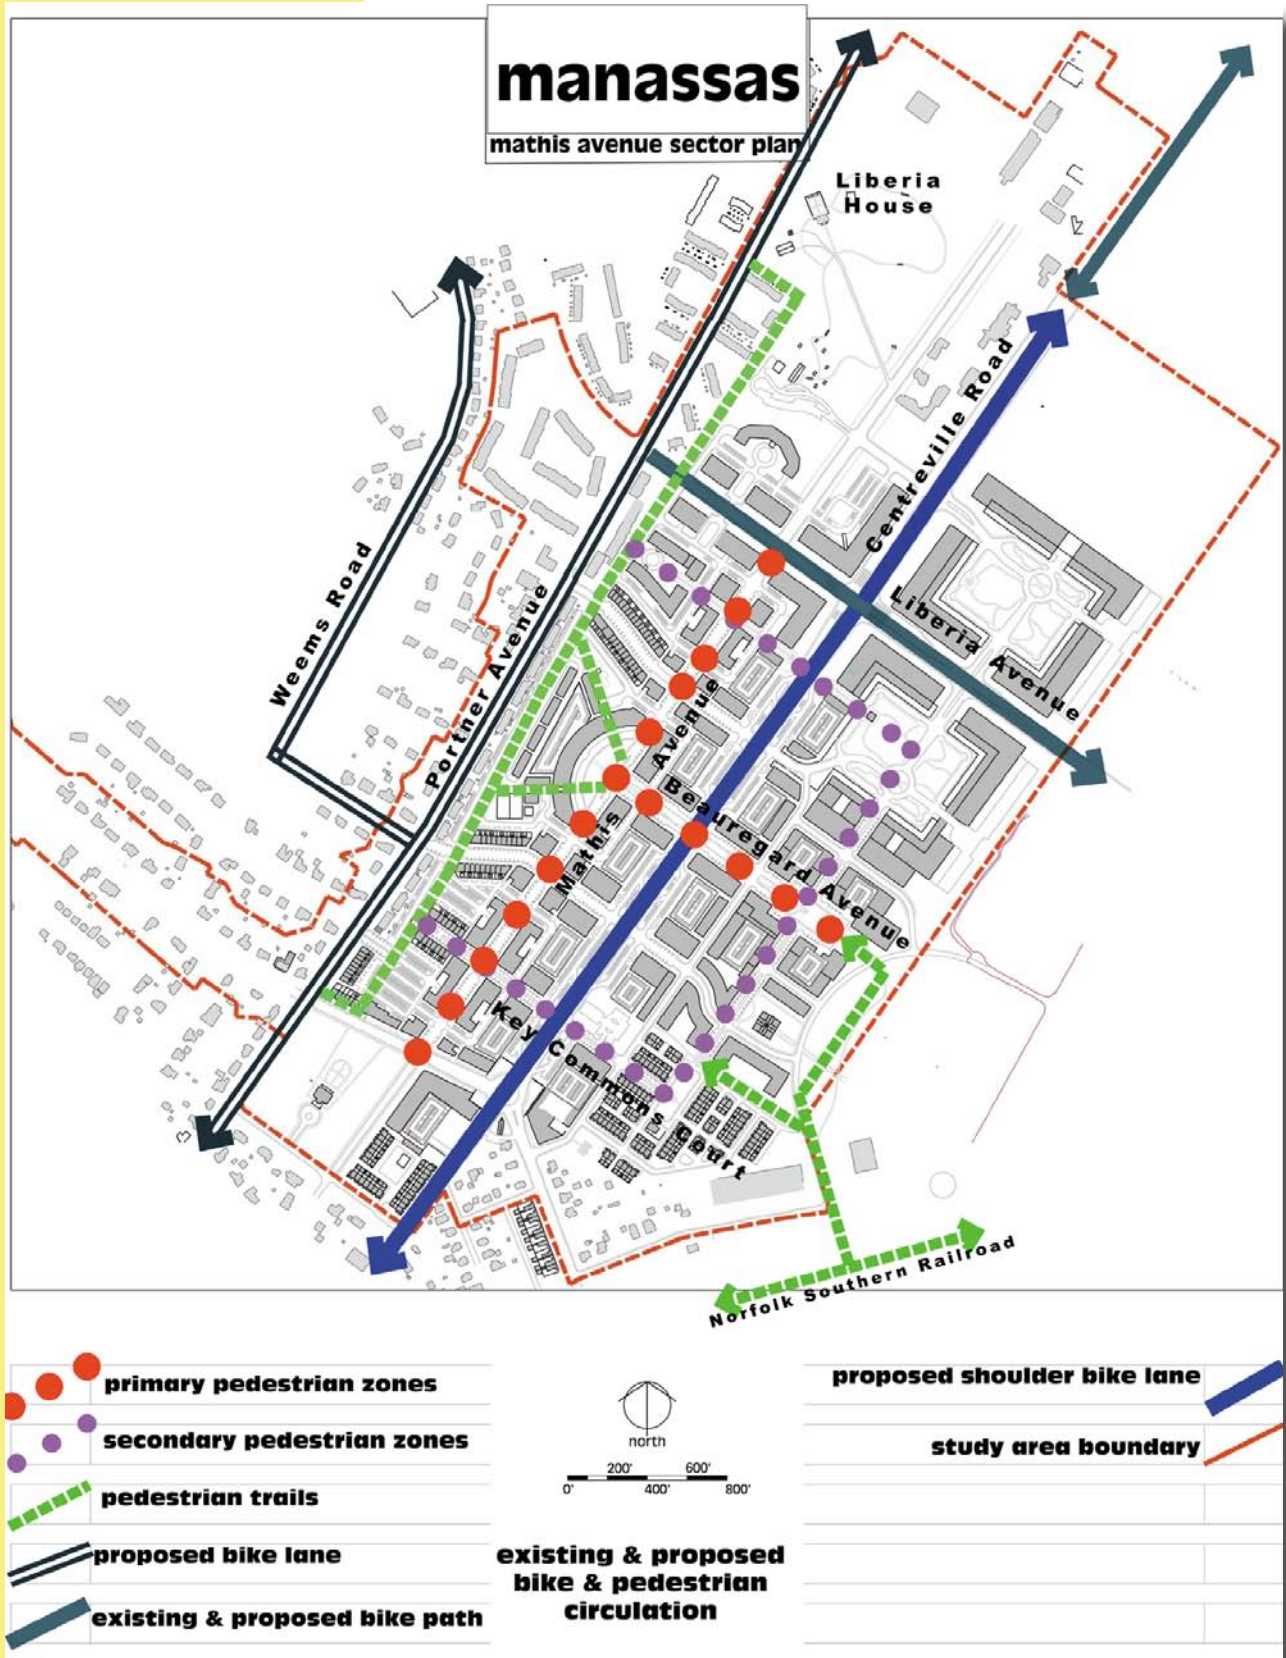 manassas
mathis avenue sector plan
Liberia
House
Centreville Road
Weems Road
Portner Avenue
Liberia Avenue
Mathis Avenue
Beauregard Avenue
Key Commons Court
Norfolk Southern Railroad
primary pedestrian zones
secondary pedestrian zones
pedestrian trails
proposed bike lane
existing & proposed bike path
north
200' 600'
0' 400' 800'
existing & proposed
bike & pedestrian
circulation
proposed shoulder bike lane
study area boundary